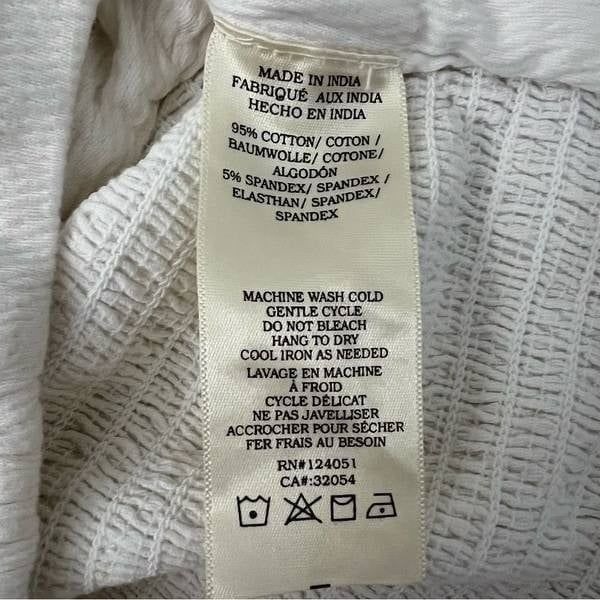 MADE IN INDIA
FABRIQUÉ AUX INDIA
HECHO EN INDIA
95% COTTON/ COTON /
BAUMWOLLE/ COTONE/
ALGODÓN
5% SPANDEX/ SPANDEX /
ELASTHAN/ SPANDEX/
SPANDEX
MACHINE WASH COLD
GENTLE CYCLE
DO NOT BLEACH
HANG TO DRY
COOL IRON AS NEEDED
LAVAGE EN MACHINE
À FROID
CYCLE DÉLICAT
NE PAS JAVELLISER
ACCROCHER POUR SÉCHER
FER FRAIS AU BESOIN
RN#124051
CA#:32054